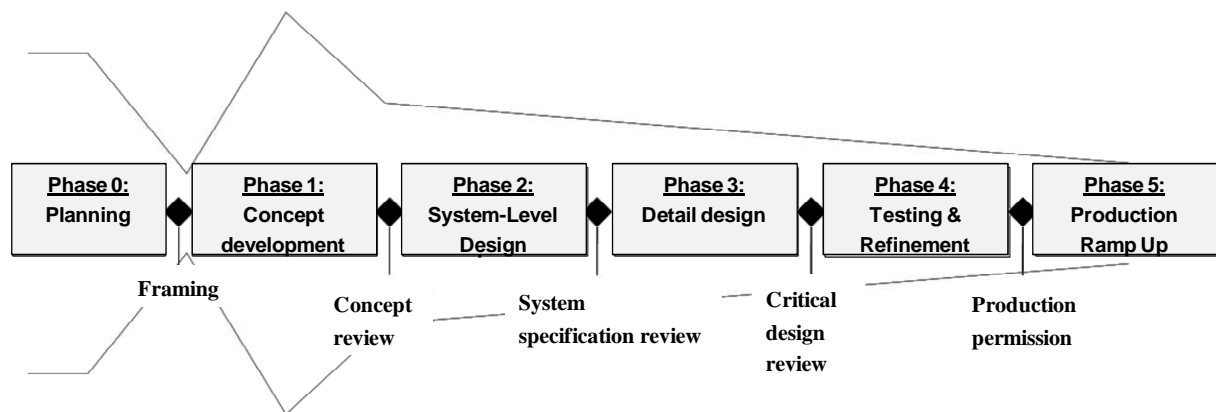 Phase 0:
Planning
Phase 1:
Concept
development
Phase 2:
System-Level
Design
Phase 3:
Detail design
Phase 4:
Testing &
Refinement
Phase 5:
Production
Ramp Up
Framing
Concept
review
System
specification review
Critical
design
review
Production
permission